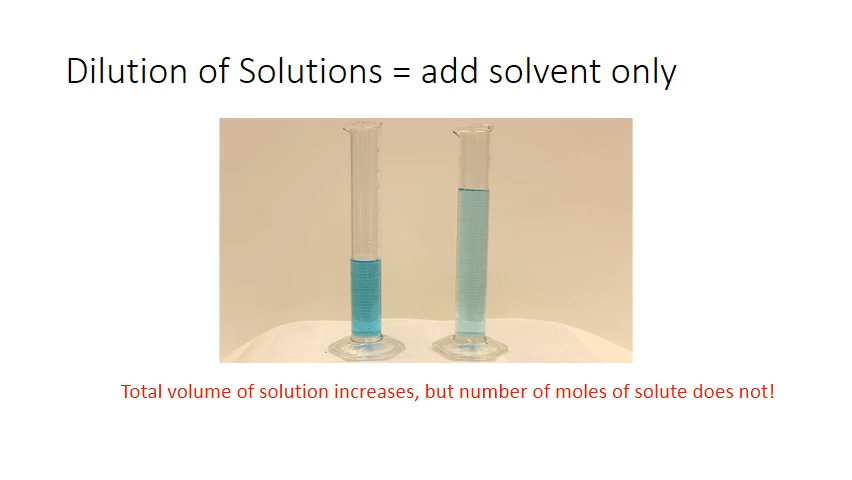 Dilution of Solutions = add solvent only
Total volume of solution increases, but number of moles of solute does not!